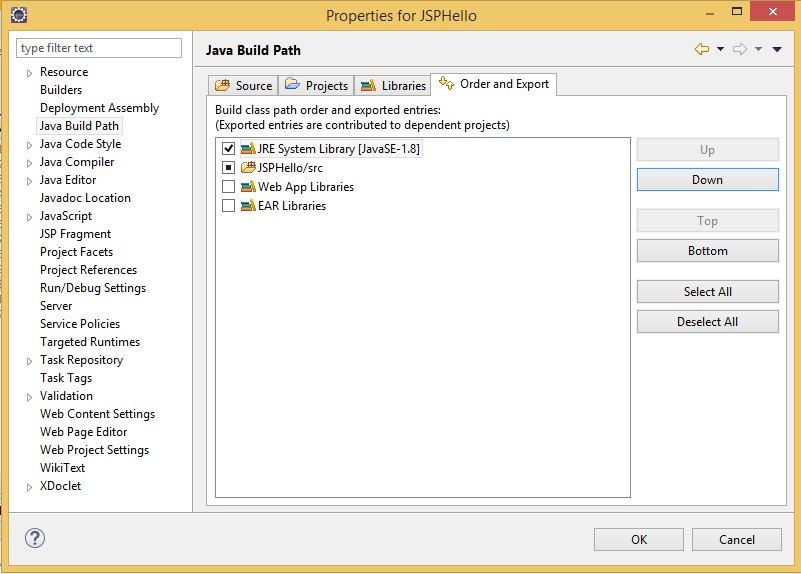 Properties for JSPHello
type filter text
Resource
Builders
Deployment Assembly
Java Build Path
Java Code Style
Java Compiler
Java Editor
Javadoc Location
JavaScript
JSP Fragment
Project Facets
Project References
Run/Debug Settings
Server
Service Policies
Targeted Runtimes
Task Repository
Task Tags
Validation
Web Content Settings
Web Page Editor
Web Project Settings
WikiText
XDoclet
Java Build Path
Source Projects Libraries Order and Export
Build class path order and exported entries:
(Exported entries are contributed to dependent projects)
JRE System Library [JavaSE-1.8]
JSPHello/src
Web App Libraries
EAR Libraries
Up
Down
Top
Bottom
Select All
Deselect All
OK Cancel